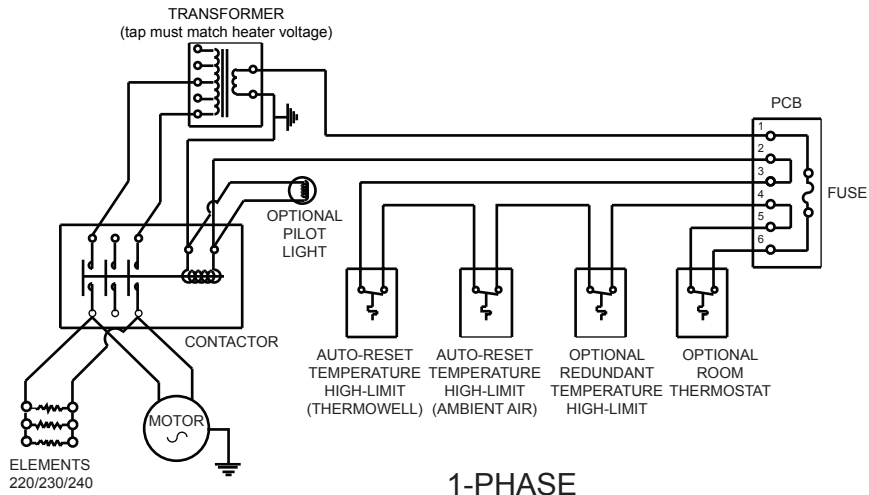 TRANSFORMER
(tap must match heater voltage)
PCB
1
2
3
4
5
6
FUSE
OPTIONAL
PILOT
LIGHT
CONTACTOR
AUTO-RESET
TEMPERATURE
HIGH-LIMIT
(THERMOWELL)
AUTO-RESET
TEMPERATURE
HIGH-LIMIT
(AMBIENT AIR)
OPTIONAL
REDUNDANT
TEMPERATURE
HIGH-LIMIT
OPTIONAL
ROOM
THERMOSTAT
MOTOR
ELEMENTS
220/230/240
1-PHASE